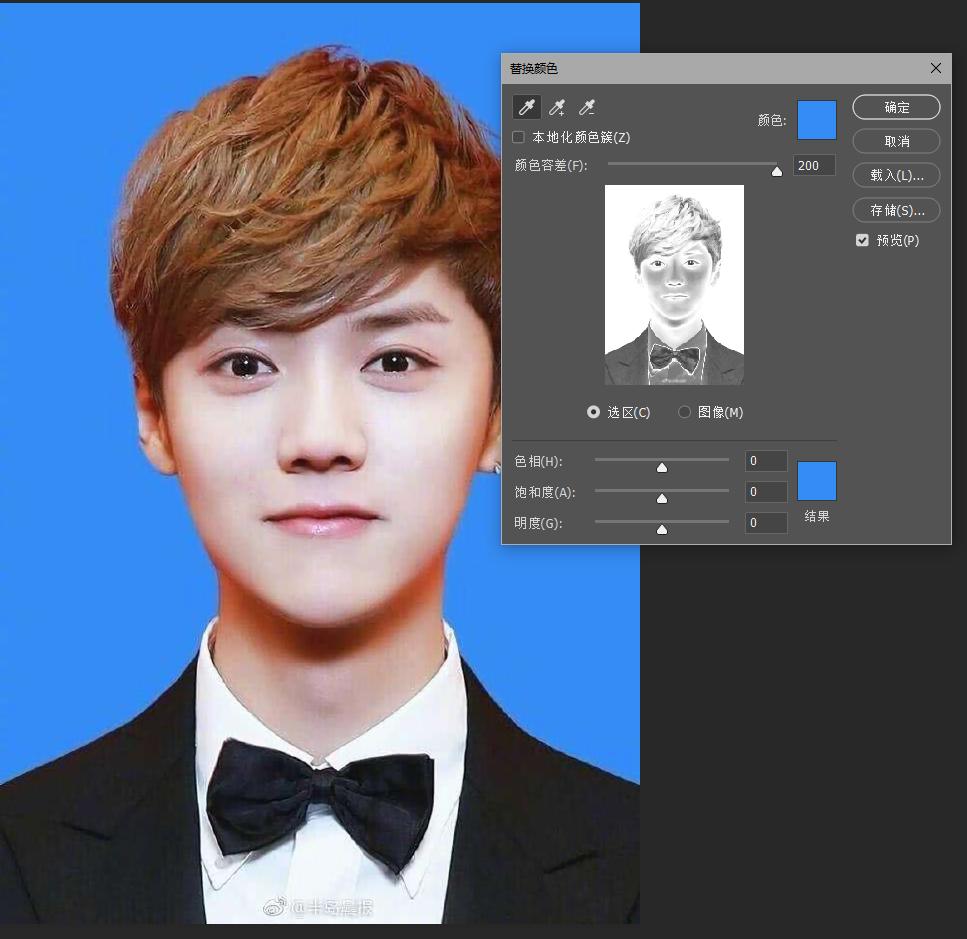 替换颜色
颜色:
确定
本地化颜色簇(Z)
取消
颜色容差(F):
200
载入(L)...
存储(S)...
预览(P)
选区(C)
图像(M)
色相(H):
0
饱和度(A):
0
明度(G):
0
结果
@半岛晨报